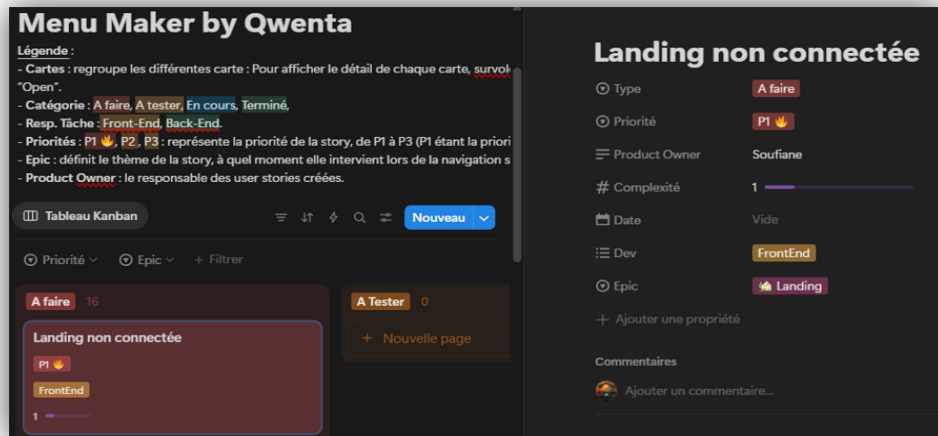 Menu Maker by Qwenta
Légende :
- Cartes : regroupe les différentes carte : Pour afficher le détail de chaque carte, survol
"Open".
- Catégorie : A faire, A tester, En cours, Terminé,
- Resp. Tâche : Front-End, Back-End.
- Priorités : P1 🔥, P2 , P3 : représente la priorité de la story, de P1 à P3 (P1 étant la priori
- Epic : définit le thème de la story, à quel moment elle intervient lors de la navigation s
- Product Owner : le responsable des user stories créées.
Tableau Kanban
Nouveau
Priorité
Epic
+ Filtrer
A faire 16
A Tester 0
Landing non connectée
P1 🔥
FrontEnd
1
+ Nouvelle page
Landing non connectée
Type A faire
Priorité P1 🔥
Product Owner Soufiane
# Complexité 1
Date Vide
Dev FrontEnd
Epic 🏡 Landing
+ Ajouter une propriété
Commentaires
Ajouter un commentaire...